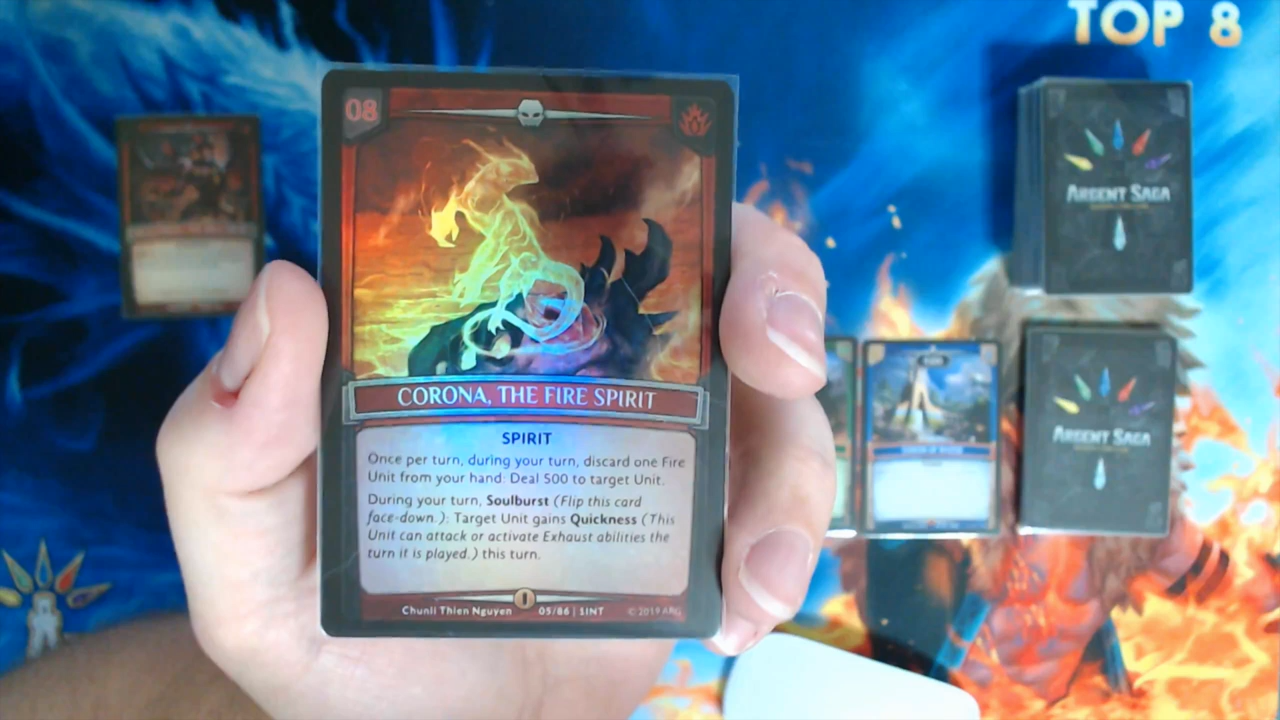 TOP 8
08
CORONA, THE FIRE SPIRIT
SPIRIT
Once per turn, during your turn, discard one Fire
Unit from your hand: Deal 500 to target Unit.
During your turn, Soulburst (Flip this card
face-down.): Target Unit gains Quickness (This
Unit can attack or activate Exhaust abilities the
turn it is played.) this turn.
Chunli Thien Nguyen
05/86 | 1INT
© 2019 ARG
ARGENT SAGA
ARGENT SAGA